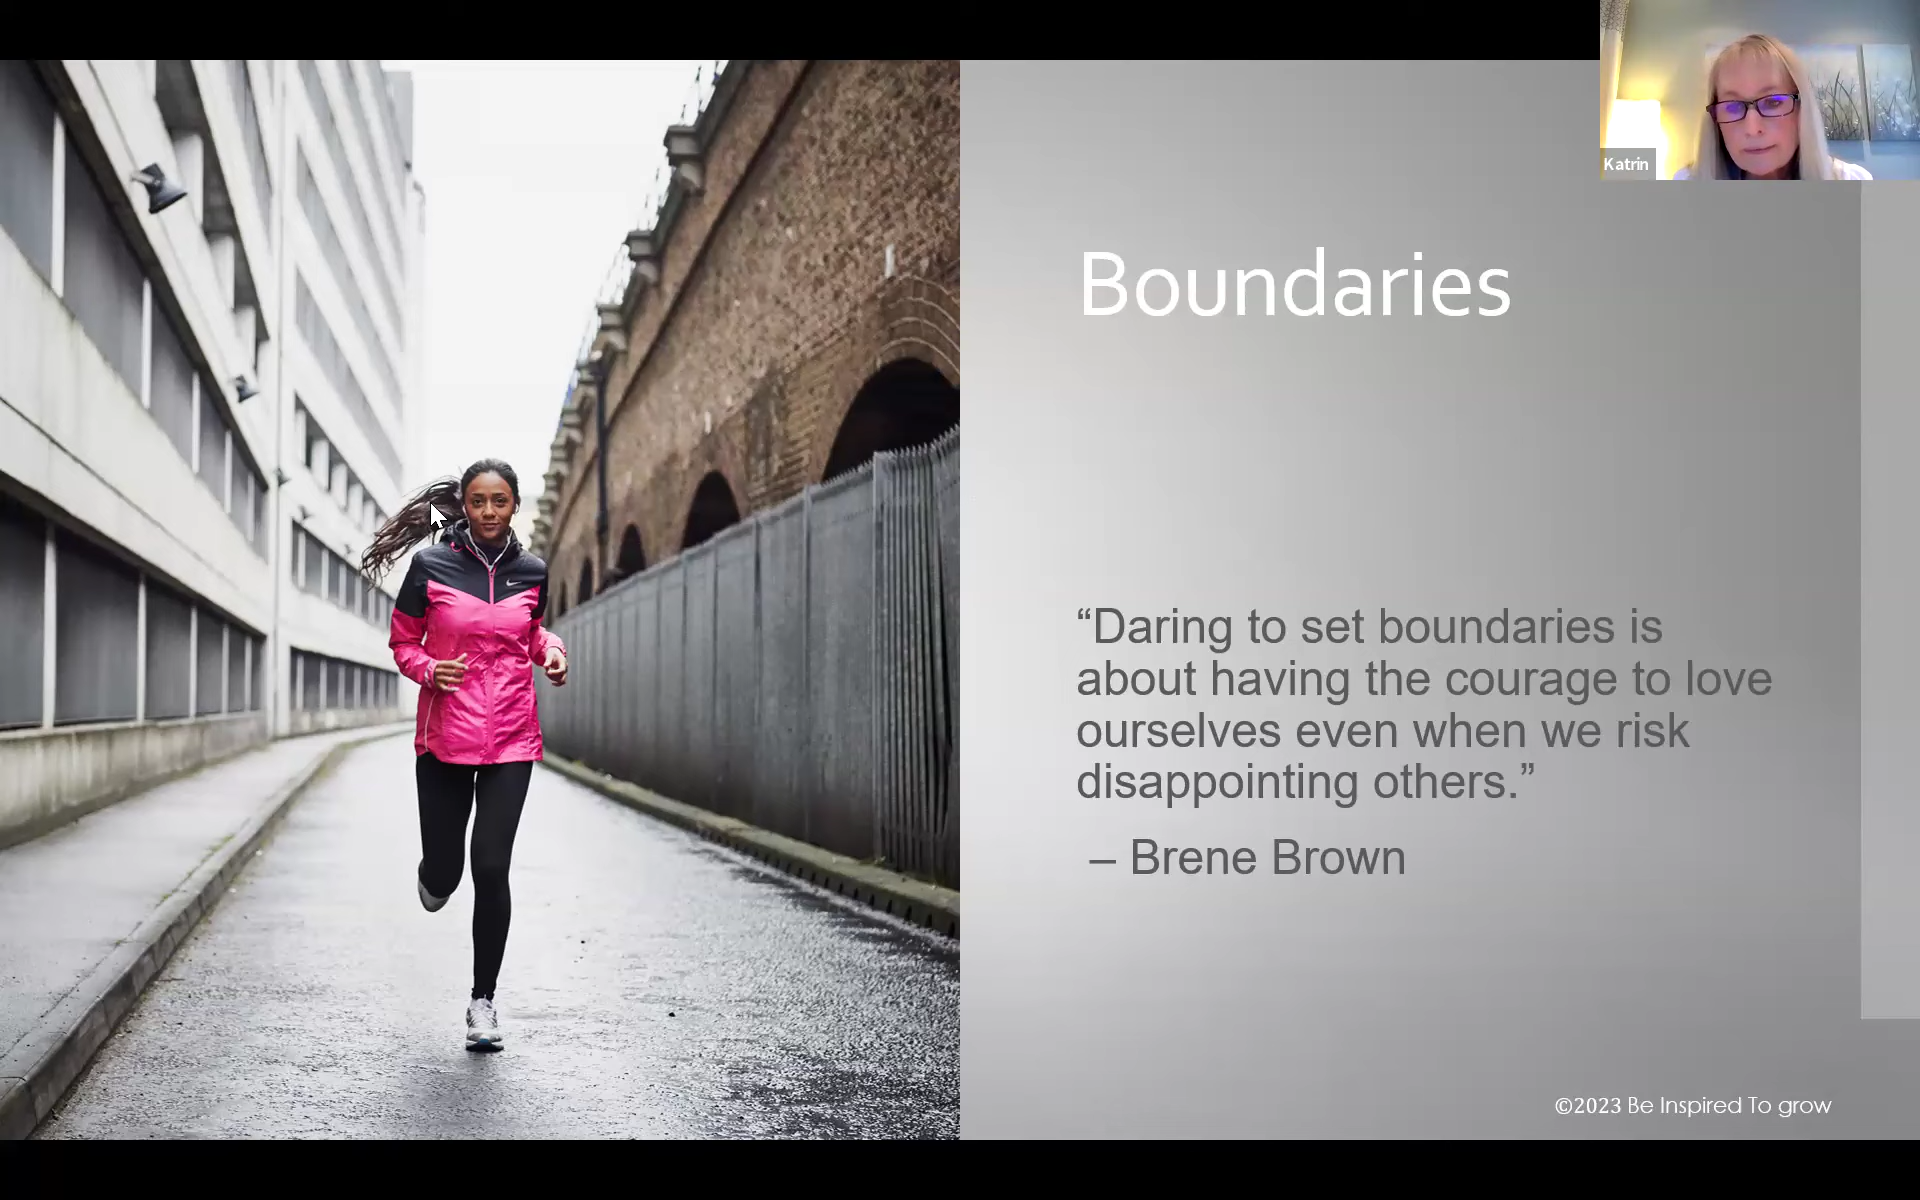 Katrin
Boundaries
“Daring to set boundaries is
about having the courage to love
ourselves even when we risk
disappointing others.”
– Brene Brown
©2023 Be Inspired To grow